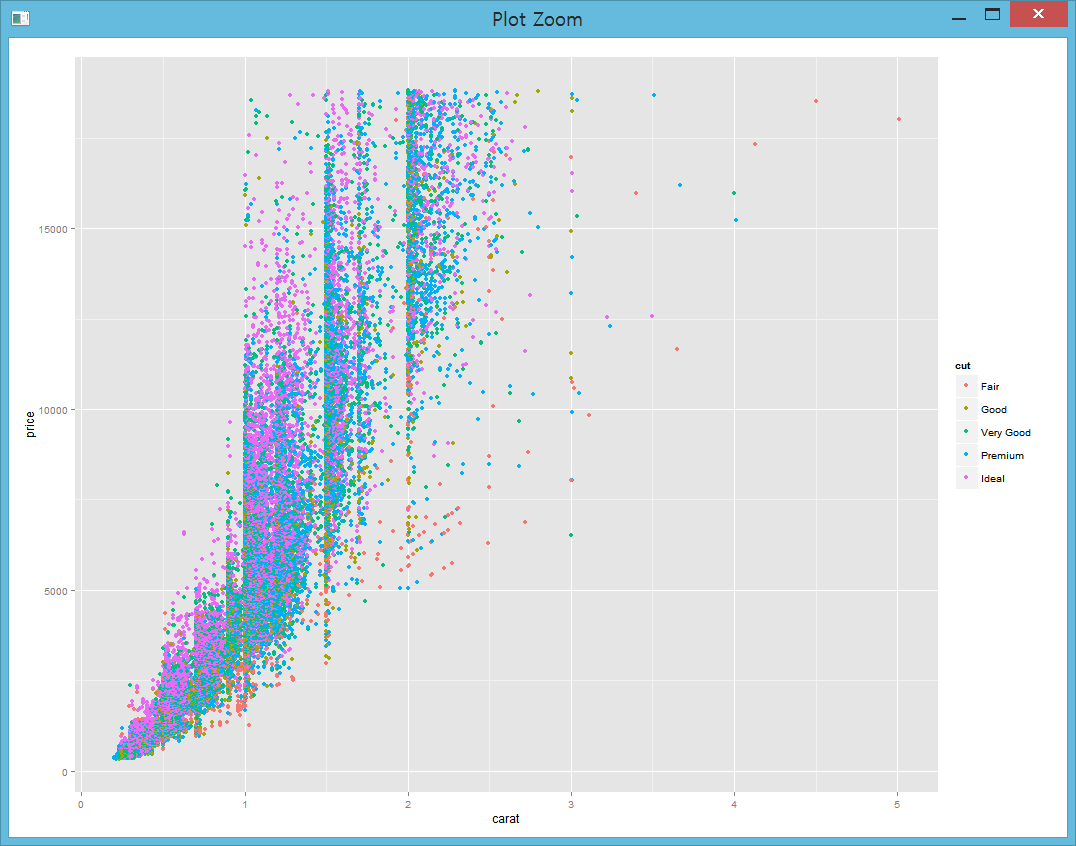 Plot Zoom
price
15000
10000
5000
0
0 1 2 3 4 5
carat
cut
Fair
Good
Very Good
Premium
Ideal